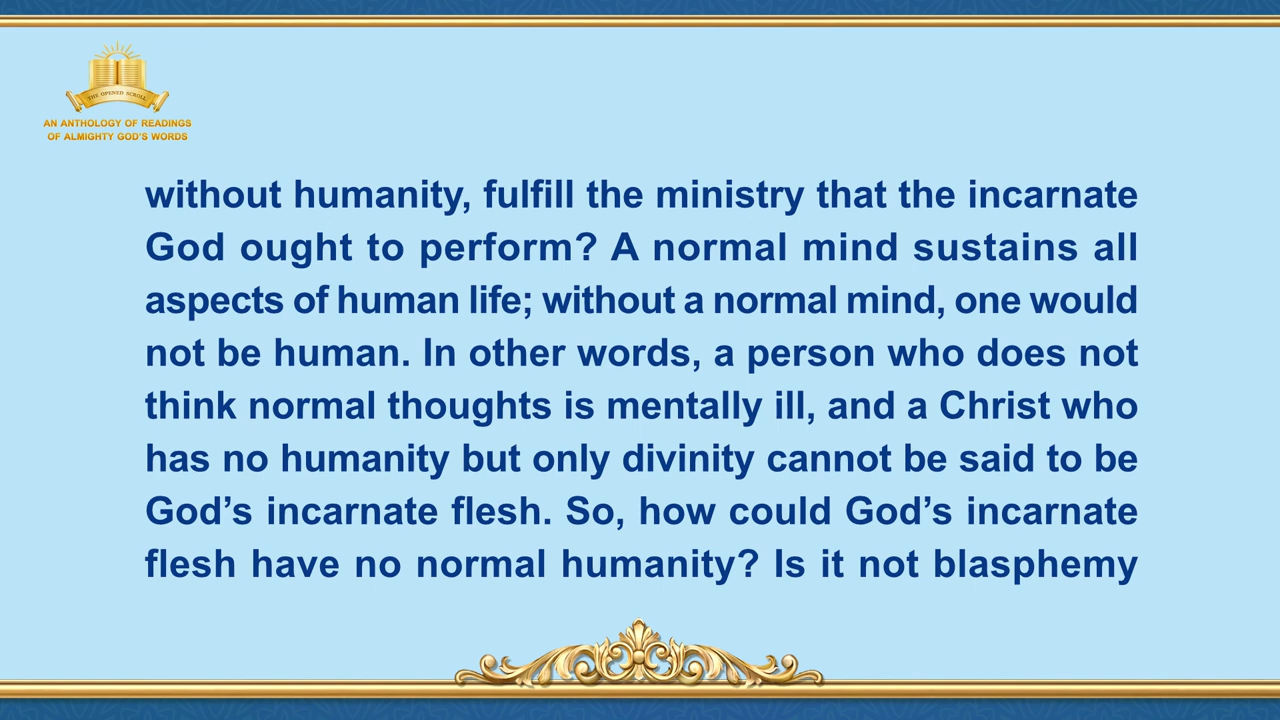 THE OPENED SCROLL
AN ANTHOLOGY OF READINGS
OF ALMIGHTY GOD'S WORDS
without humanity, fulfill the ministry that the incarnate
God ought to perform? A normal mind sustains all
aspects of human life; without a normal mind, one would
not be human. In other words, a person who does not
think normal thoughts is mentally ill, and a Christ who
has no humanity but only divinity cannot be said to be
God’s incarnate flesh. So, how could God’s incarnate
flesh have no normal humanity? Is it not blasphemy